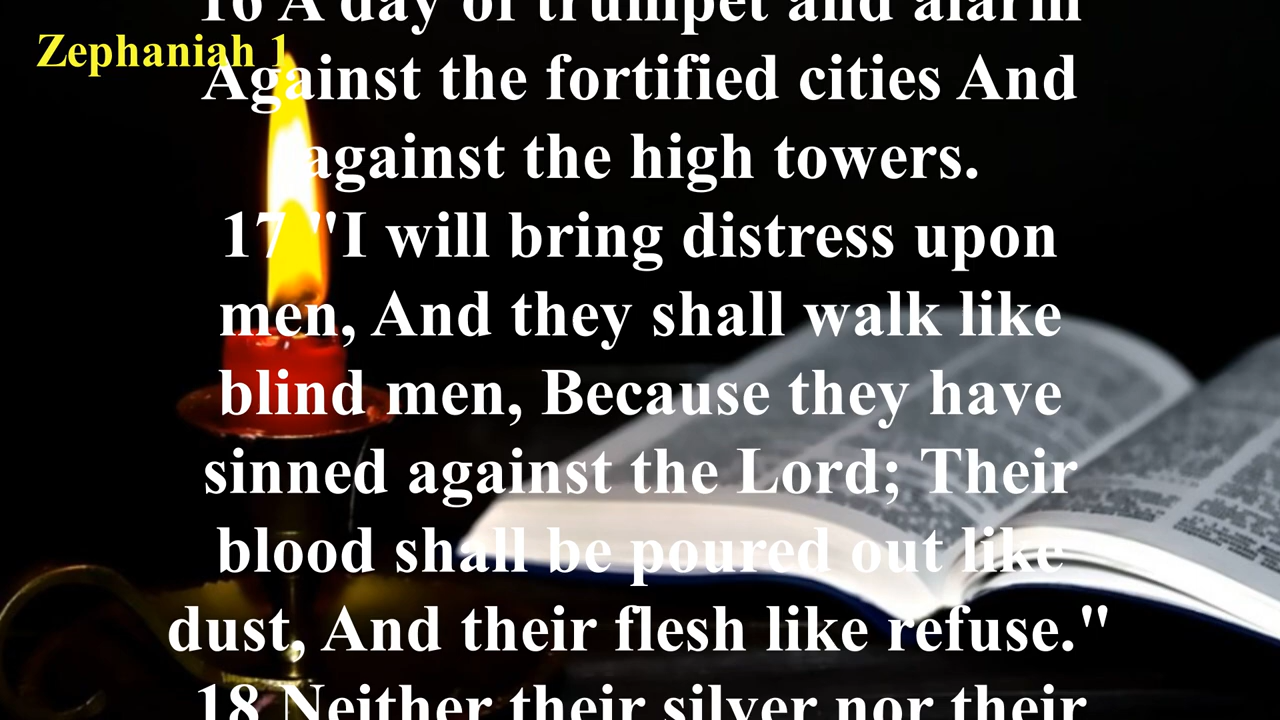 16 A day of trumpet and alarm
Zephaniah 1
Against the fortified cities And
against the high towers.
17 "I will bring distress upon
men, And they shall walk like
blind men, Because they have
sinned against the Lord; Their
blood shall be poured out like
dust, And their flesh like refuse."
18 Neither their silver nor their